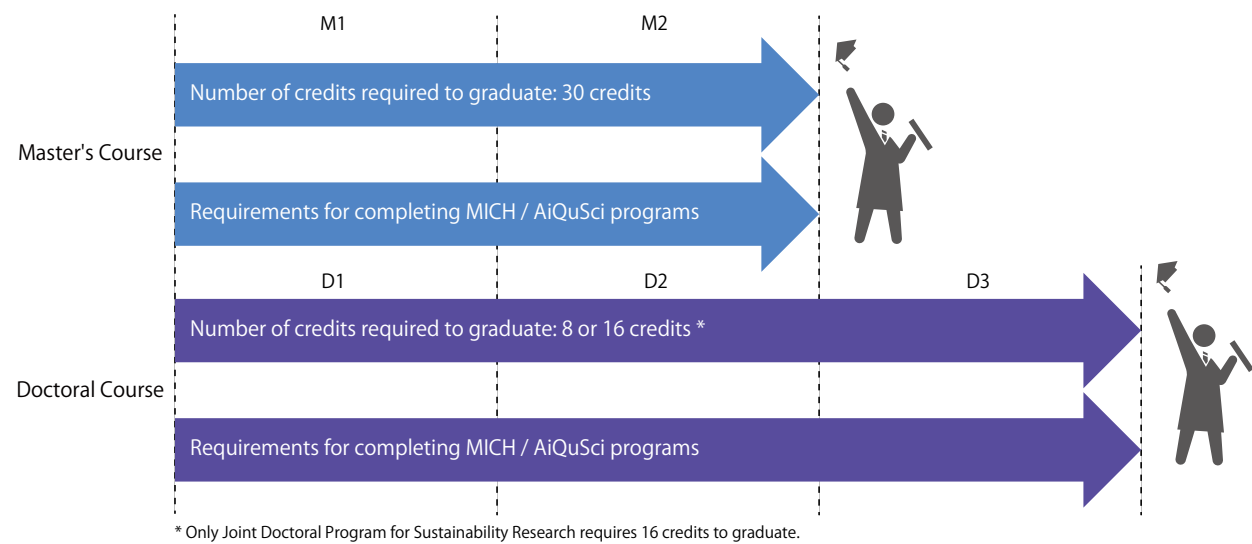 M1
M2
Number of credits required to graduate: 30 credits
Master's Course
Requirements for completing MICH / AiQuSci programs
D1
D2
D3
Number of credits required to graduate: 8 or 16 credits *
Doctoral Course
Requirements for completing MICH / AiQuSci programs
* Only Joint Doctoral Program for Sustainability Research requires 16 credits to graduate.